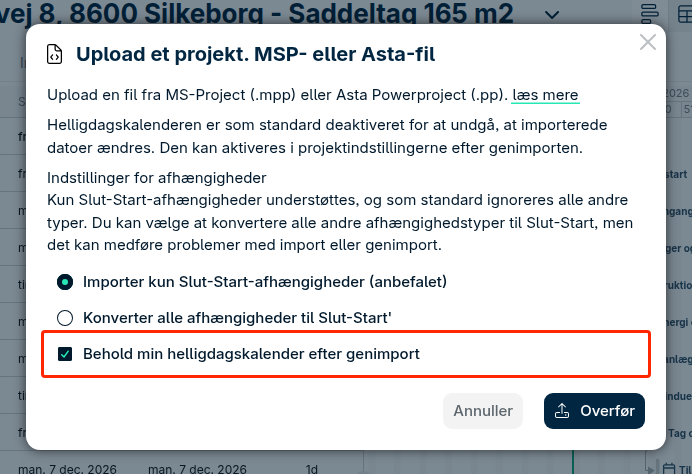 vej 8, 8600 Silkeborg - Saddeltag 165 m2
Upload et projekt. MSP- eller Asta-fil
Upload en fil fra MS-Project (.mpp) eller Asta Powerproject (.pp). læs mere
Helligdagskalenderen er som standard deaktiveret for at undgå, at importerede
datoer ændres. Den kan aktiveres i projektindstillingerne efter genimporten.
Indstillinger for afhængigheder
Kun Slut-Start-afhængigheder understøttes, og som standard ignoreres alle andre
typer. Du kan vælge at konvertere alle andre afhængighedstyper til Slut-Start, men
det kan medføre problemer med import eller genimport.
Importer kun Slut-Start-afhængigheder (anbefalet)
Konverter alle afhængigheder til Slut-Start'
Behold min helligdagskalender efter genimport
Annuller
Overfør
man. 7 dec. 2026 man. 7 dec. 2026 1d